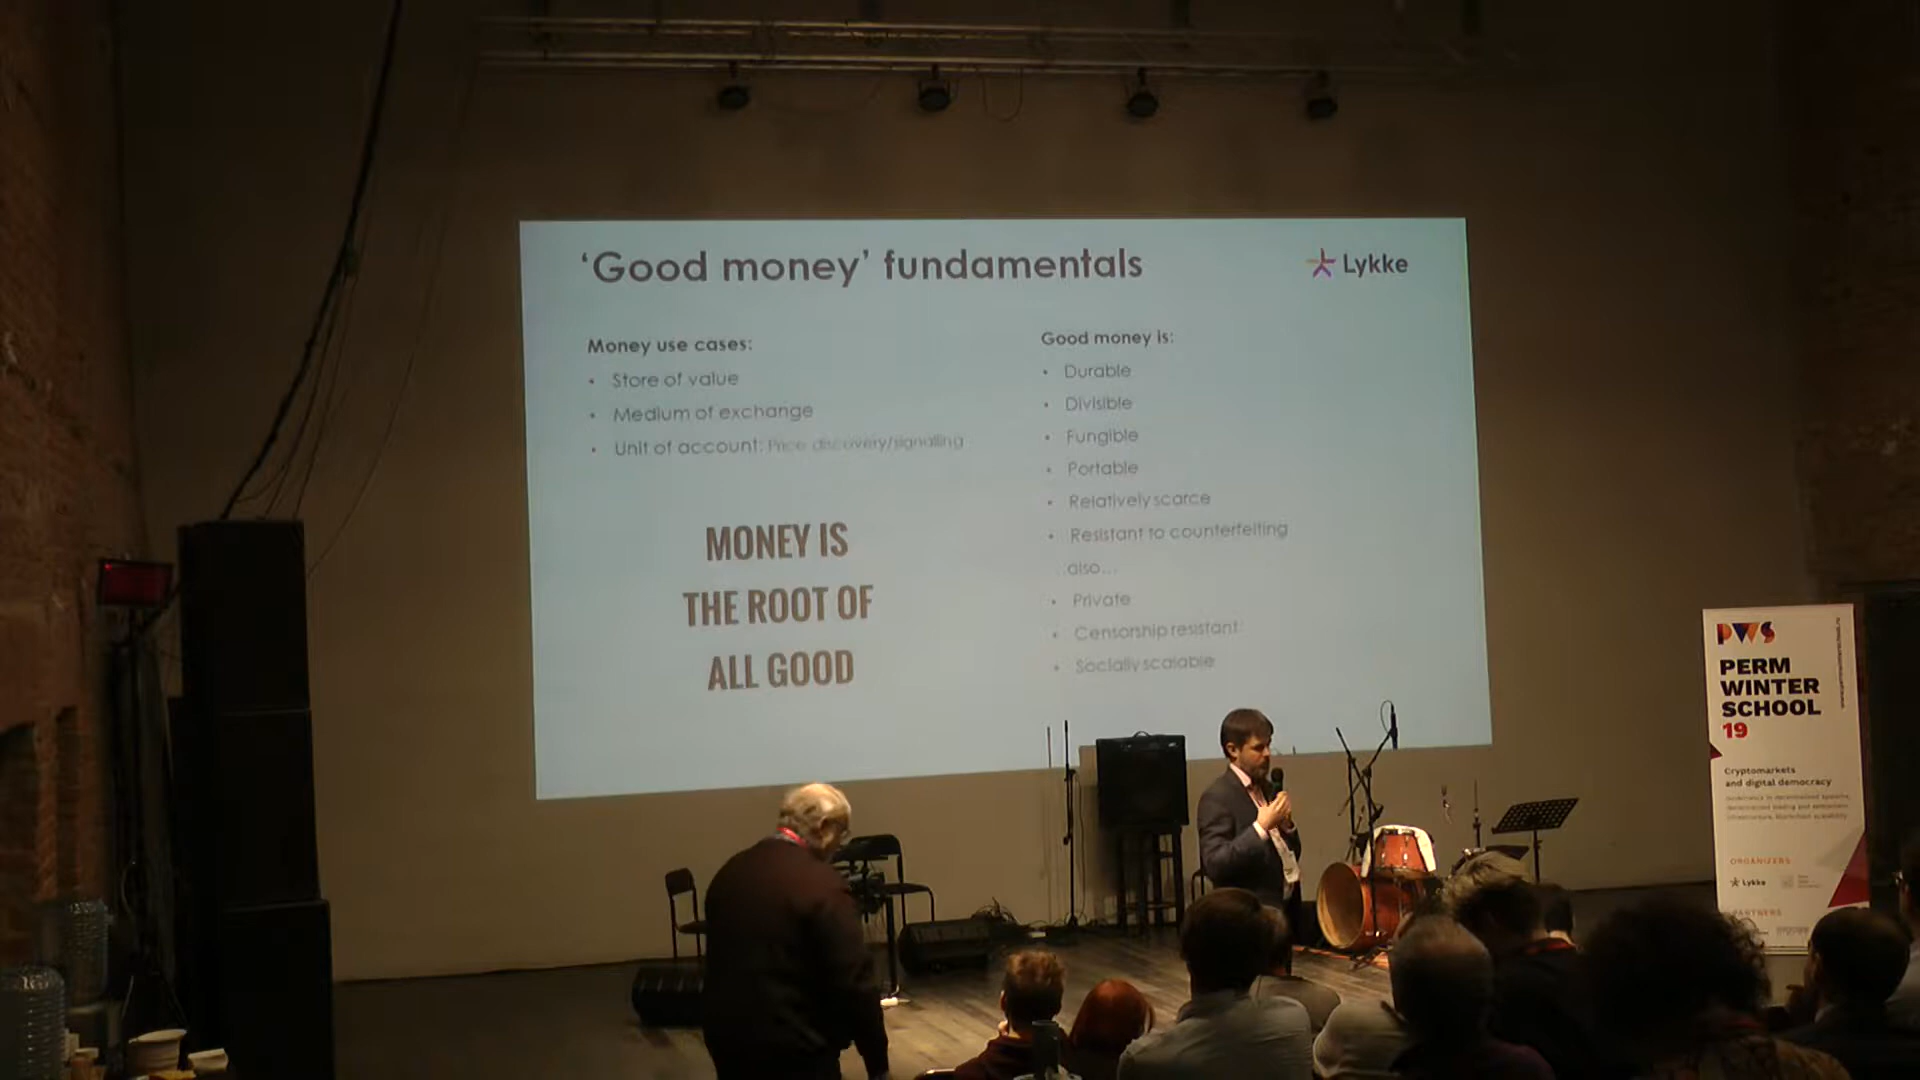 ‘Good money’ fundamentals
Lykke
Money use cases:
• Store of value
• Medium of exchange
• Unit of account: Price discovery/signalling
MONEY IS
THE ROOT OF
ALL GOOD
Good money is:
• Durable
• Divisible
• Fungible
• Portable
• Relatively scarce
• Resistant to counterfeiting
also...
• Private
• Censorship resistant
• Socially scalable
PWS
PERM
WINTER
SCHOOL
19
Cryptomarkets
and digital democracy
ORGANIZERS
Lykke
PARTNERS